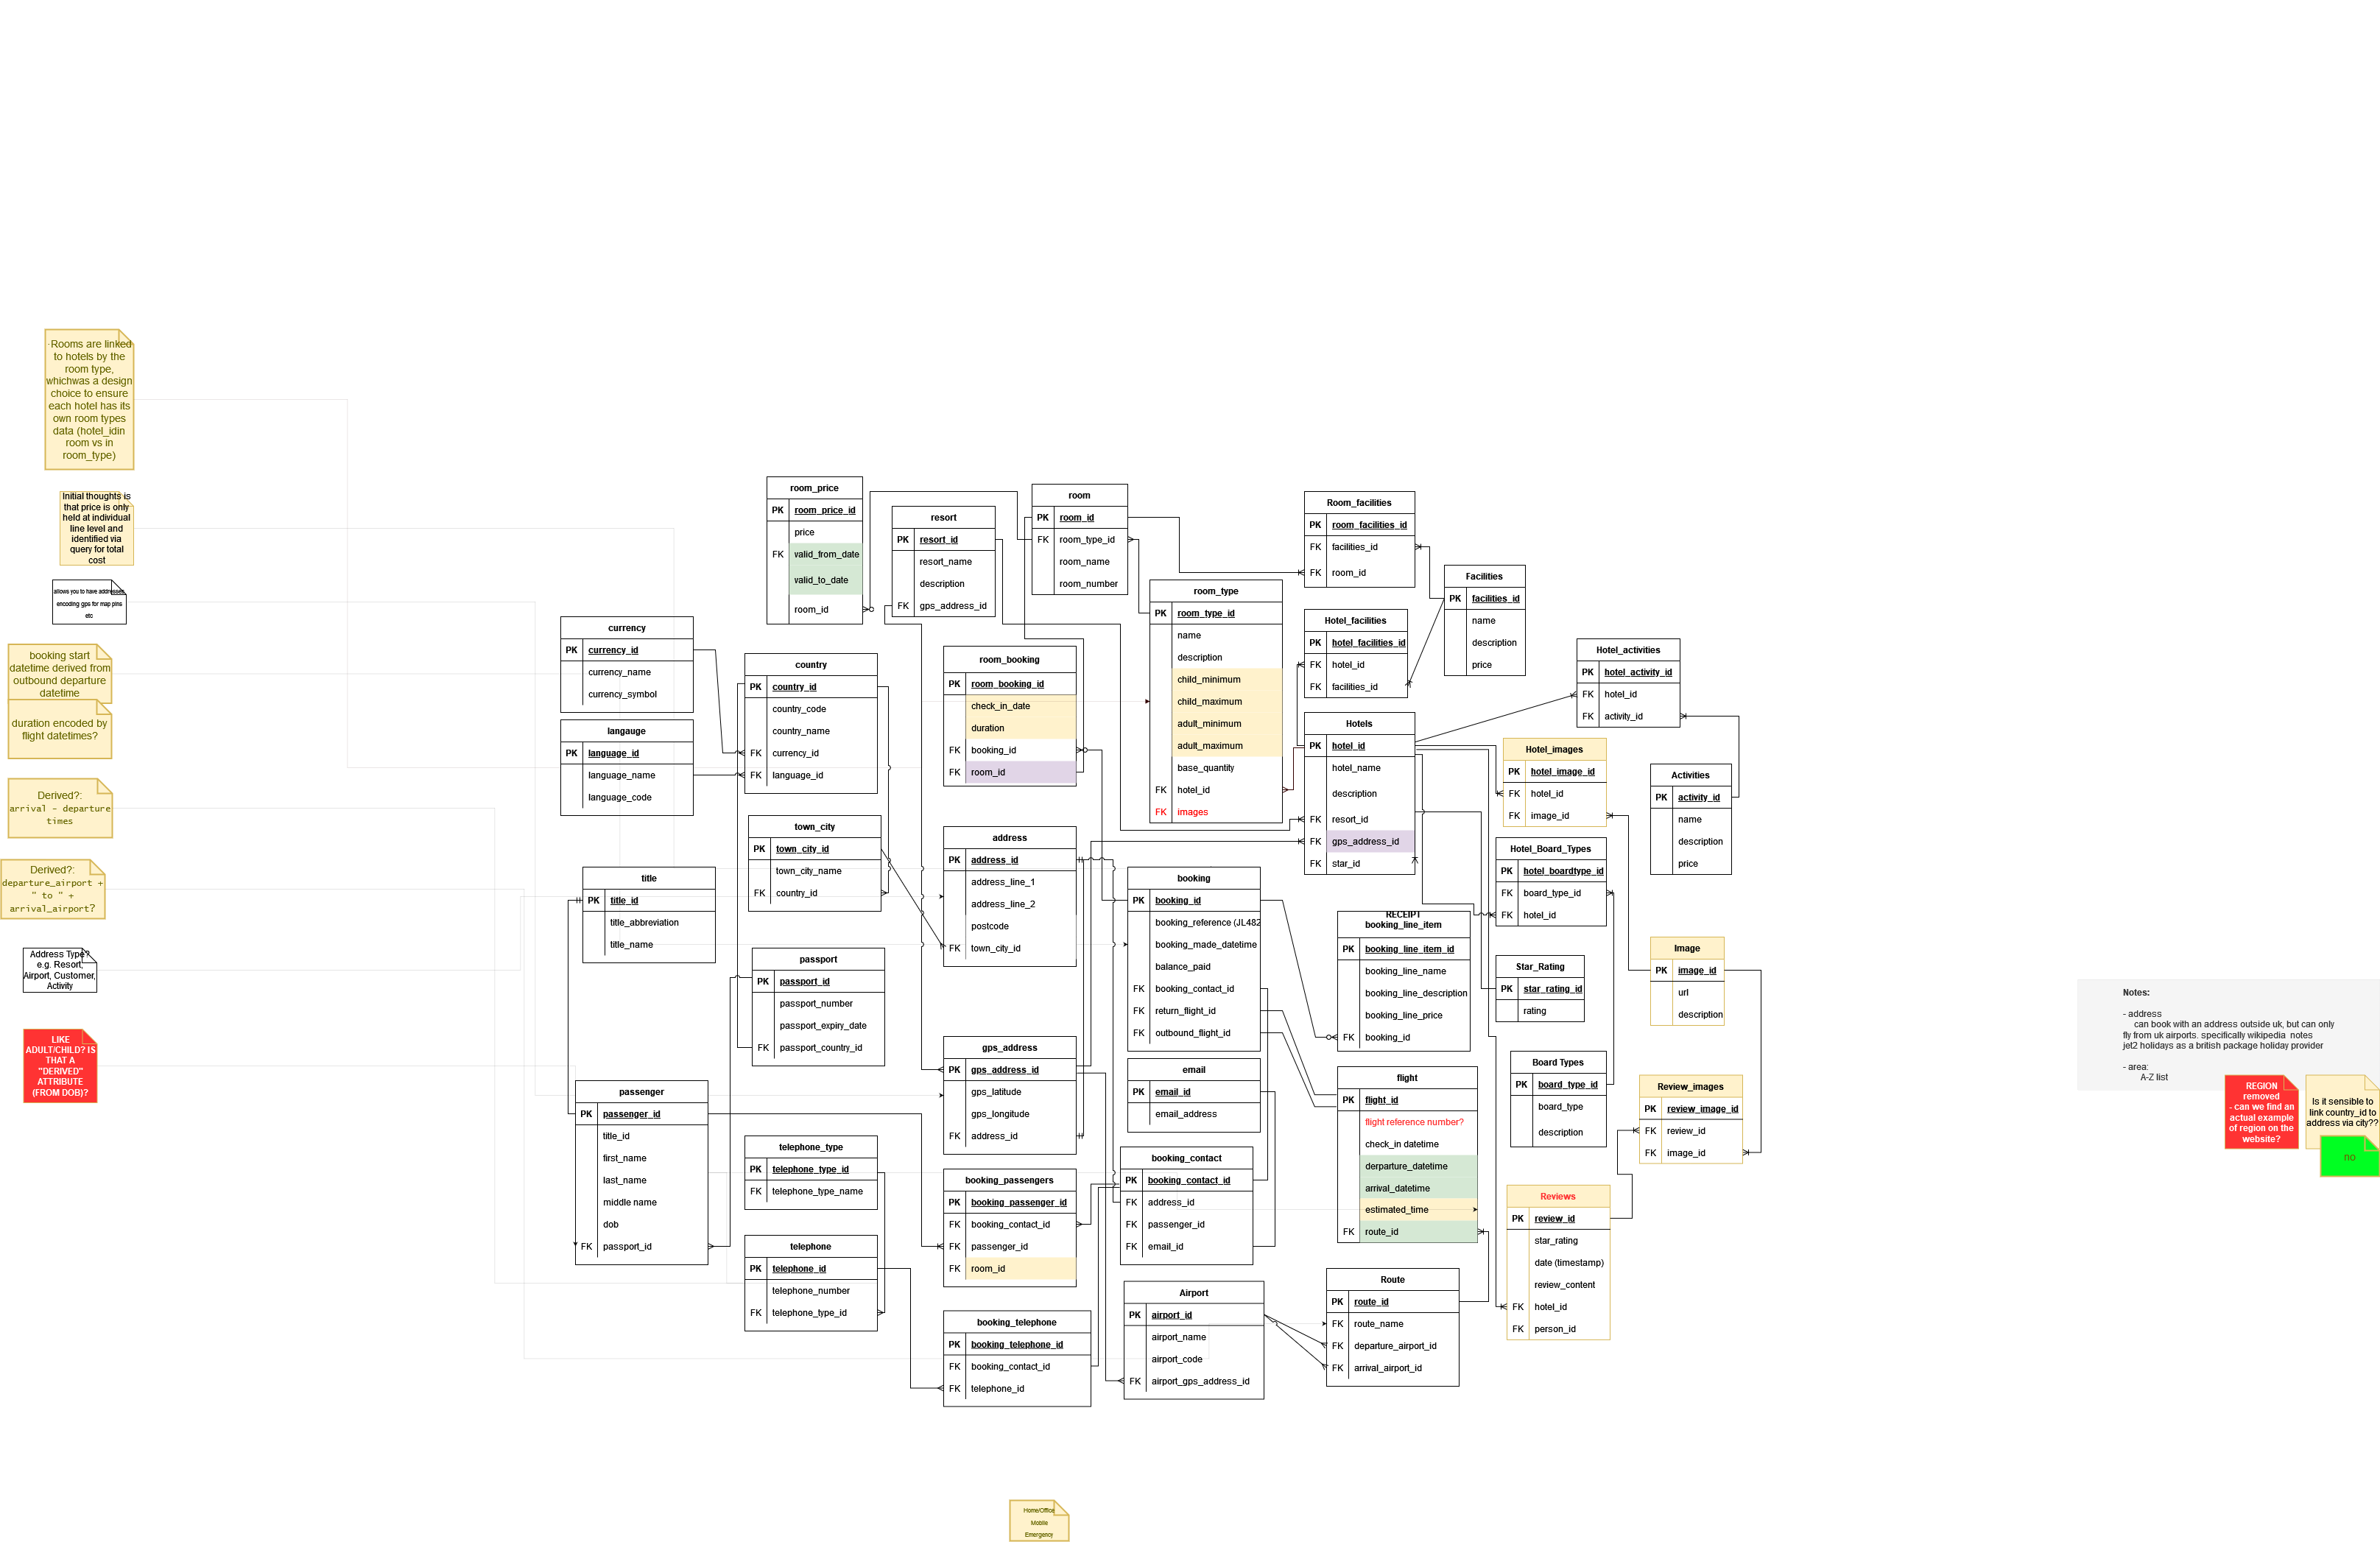 ·Rooms are linked
to hotels by the
room type,
whichwas a design
choice to ensure
each hotel has its
own room types
data (hotel_idin
room vs in
room_type)
Initial thoughts is
that price is only
held at individual
line level and
identified via
query for total
cost
allows you to have addresses,
encoding gps for map pins
etc
booking start
datetime derived from
outbound departure
datetime
duration encoded by
flight datetimes?
Derived?:
arrival - departure
times
Derived?:
departure_airport +
" to " +
arrival_airport?
Address Type?
e.g. Resort,
Airport, Customer,
Activity
LIKE
ADULT/CHILD? IS
THAT A
"DERIVED"
ATTRIBUTE
(FROM DOB)?
room_price
PK room_price_id
price
FK valid_from_date
valid_to_date
room_id
resort
PK resort_id
resort_name
description
FK gps_address_id
room
PK room_id
FK room_type_id
room_name
room_number
Room_facilities
PK room_facilities_id
FK facilities_id
FK room_id
Facilities
PK facilities_id
name
description
price
room_type
PK room_type_id
name
description
child_minimum
child_maximum
adult_minimum
adult_maximum
base_quantity
FK hotel_id
FK images
Hotel_facilities
PK hotel_facilities_id
FK hotel_id
FK facilities_id
Hotel_activities
PK hotel_activity_id
FK hotel_id
FK activity_id
currency
PK currency_id
currency_name
currency_symbol
langauge
PK language_id
language_name
language_code
country
PK country_id
country_code
country_name
FK currency_id
FK language_id
room_booking
PK room_booking_id
check_in_date
duration
FK booking_id
FK room_id
Hotels
PK hotel_id
hotel_name
description
FK resort_id
FK gps_address_id
FK star_id
Hotel_images
PK hotel_image_id
FK hotel_id
FK image_id
Activities
PK activity_id
name
description
price
town_city
PK town_city_id
town_city_name
FK country_id
address
PK address_id
address_line_1
address_line_2
postcode
FK town_city_id
Hotel_Board_Types
PK hotel_boardtype_id
FK board_type_id
FK hotel_id
title
PK title_id
title_abbreviation
title_name
booking
PK booking_id
booking_reference (JL482
booking_made_datetime
balance_paid
FK booking_contact_id
FK return_flight_id
FK outbound_flight_id
RECEIPT
booking_line_item
PK booking_line_item_id
booking_line_name
booking_line_description
booking_line_price
FK booking_id
passport
PK passport_id
passport_number
passport_expiry_date
FK passport_country_id
Star_Rating
PK star_rating_id
rating
Image
PK image_id
url
description
gps_address
PK gps_address_id
gps_latitude
gps_longitude
FK address_id
email
PK email_id
email_address
flight
PK flight_id
flight reference number?
check_in datetime
derparture_datetime
arrival_datetime
estimated_time
FK route_id
Board Types
PK board_type_id
board_type
description
Review_images
PK review_image_id
FK review_id
FK image_id
passenger
PK passenger_id
title_id
first_name
last_name
middle name
dob
FK passport_id
telephone_type
PK telephone_type_id
FK telephone_type_name
booking_passengers
PK booking_passenger_id
FK booking_contact_id
FK passenger_id
FK room_id
booking_contact
PK booking_contact_id
FK address_id
FK passenger_id
FK email_id
Reviews
PK review_id
star_rating
date (timestamp)
review_content
FK hotel_id
FK person_id
telephone
PK telephone_id
telephone_number
FK telephone_type_id
booking_telephone
PK booking_telephone_id
FK booking_contact_id
FK telephone_id
Airport
PK airport_id
airport_name
airport_code
FK airport_gps_address_id
Route
PK route_id
FK route_name
FK departure_airport_id
FK arrival_airport_id
Notes:
- address
can book with an address outside uk, but can only
fly from uk airports. specifically wikipedia notes
jet2 holidays as a british package holiday provider
- area:
A-Z list
REGION
removed
- can we find an
actual example
of region on the
website?
Is it sensible to
link country_id to
address via city??
no
Home/Office
Mobile
Emergency